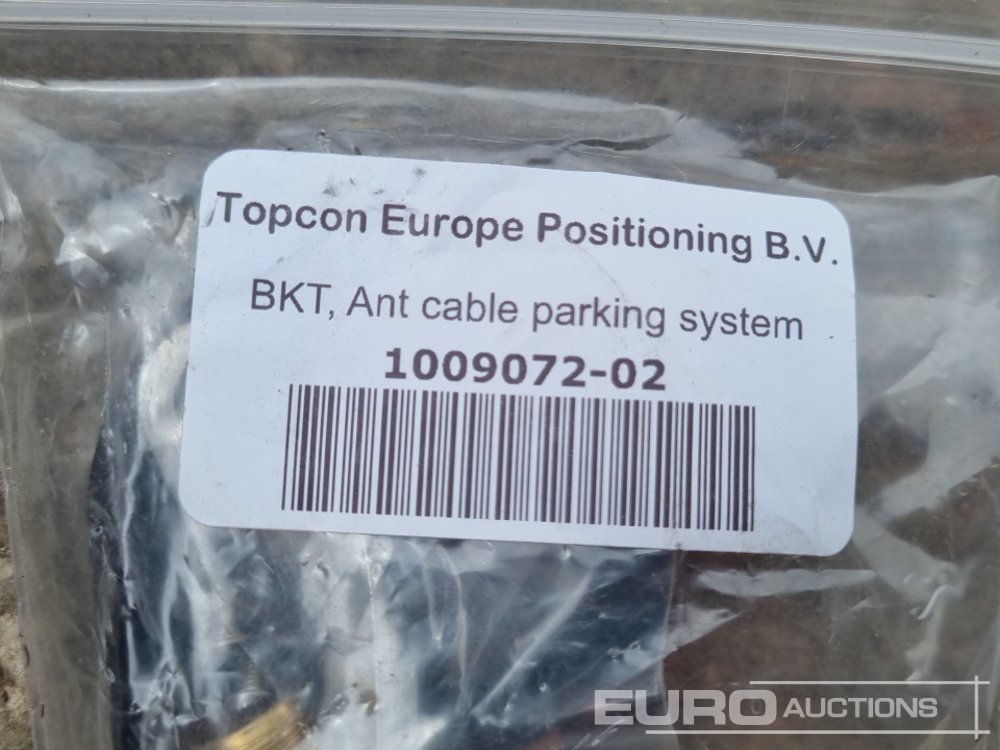 Topcon Europe Positioning B.V.
BKT, Ant cable parking system
1009072-02
EURO AUCTIONS